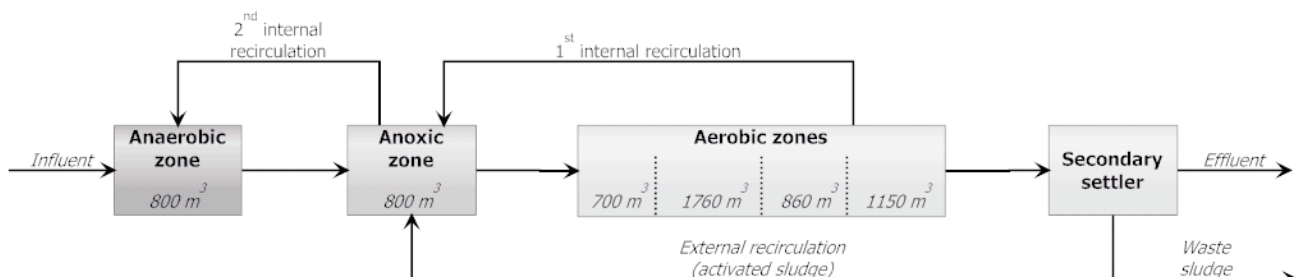 2nd internal
recirculation
1st internal recirculation
Influent
Anaerobic
zone
800 m3
Anoxic
zone
800 m3
Aerobic zones
700 m3
1760 m3
860 m3
1150 m3
Secondary
settler
Effluent
External recirculation
(activated sludge)
Waste
sludge